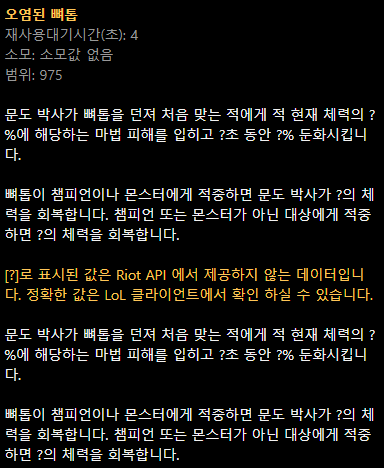 오염된 뼈톱
재사용대기시간(초): 4
소모: 소모값 없음
범위: 975
문도 박사가 뼈톱을 던져 처음 맞는 적에게 적 현재 체력의 ?
%에 해당하는 마법 피해를 입히고 ?초 동안 ?% 둔화시킵니
다.
뼈톱이 챔피언이나 몬스터에게 적중하면 문도 박사가 ?의 체
력을 회복합니다. 챔피언 또는 몬스터가 아닌 대상에게 적중
하면 ?의 체력을 회복합니다.
[?]로 표시된 값은 Riot API 에서 제공하지 않는 데이터입니
다. 정확한 값은 LoL 클라이언트에서 확인 하실 수 있습니다.
문도 박사가 뼈톱을 던져 처음 맞는 적에게 적 현재 체력의 ?
%에 해당하는 마법 피해를 입히고 ?초 동안 ?% 둔화시킵니
다.
뼈톱이 챔피언이나 몬스터에게 적중하면 문도 박사가 ?의 체
력을 회복합니다. 챔피언 또는 몬스터가 아닌 대상에게 적중
하면 ?의 체력을 회복합니다.